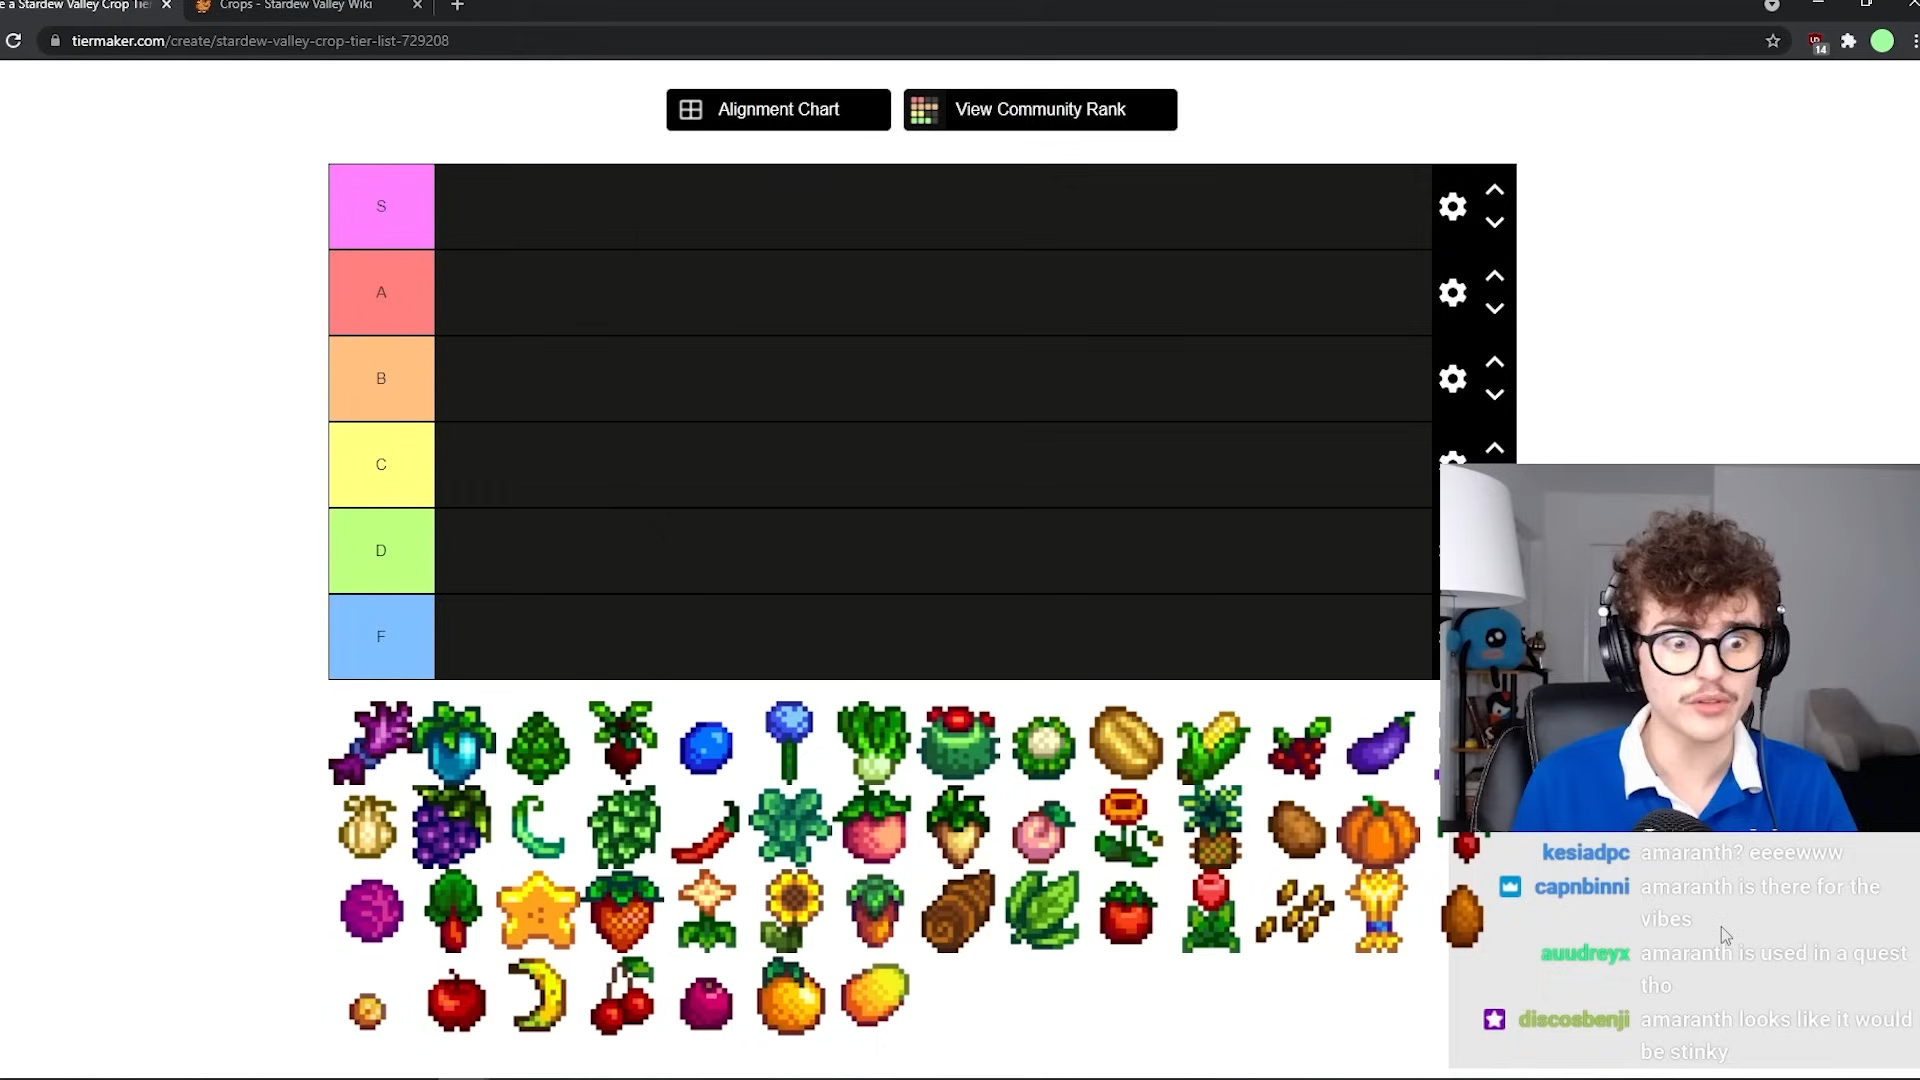 e a Stardew Valley Crop Tie
Crops - Stardew Valley Wiki
tiermaker.com/create/stardew-valley-crop-tier-list-729208
14
Alignment Chart
View Community Rank
S
A
B
C
D
F
kesiadpc amaranth? eeeewww
capnbinni amaranth is there for the
vibes
auudreyx amaranth is used in a quest
tho
discosbenji amaranth looks like it would
be stinky